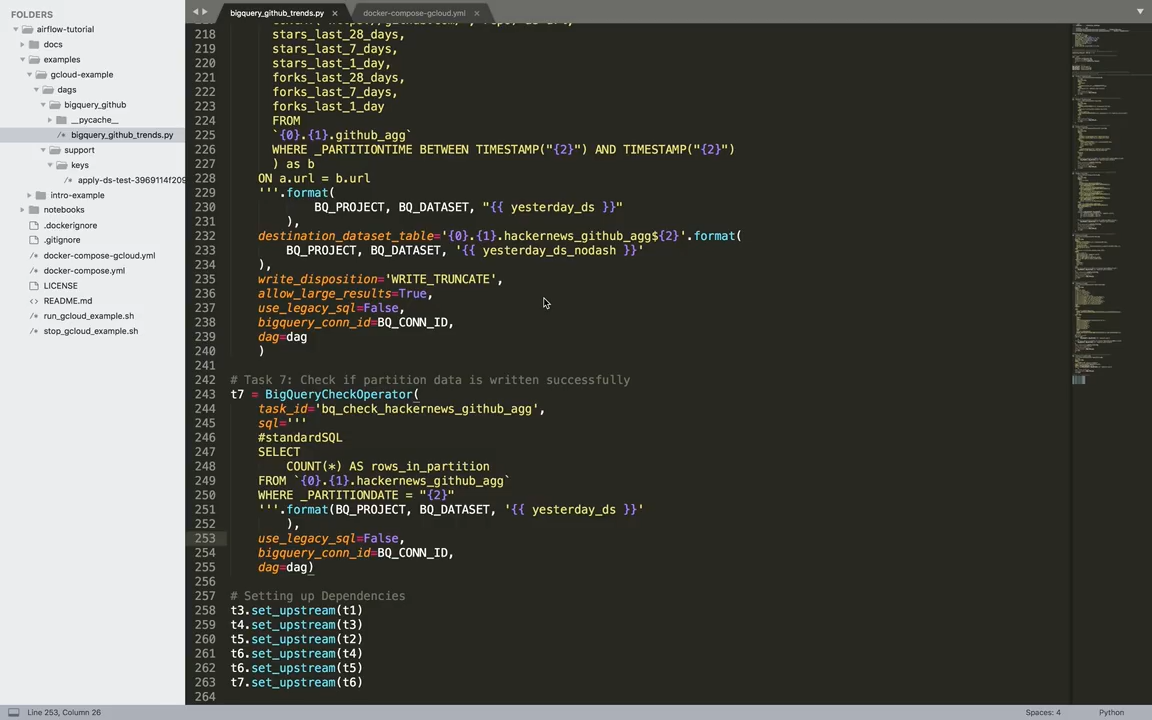 FOLDERS
airflow-tutorial
docs
examples
gcloud-example
dags
bigquery_github
__pycache__
bigquery_github_trends.py
support
keys
apply-ds-test-3969114f209
intro-example
notebooks
.dockerignore
.gitignore
docker-compose-gcloud.yml
docker-compose.yml
LICENSE
README.md
run_gcloud_example.sh
stop_gcloud_example.sh
bigquery_github_trends.py × docker-compose-gcloud.yml ×
218 stars_last_28_days,
219 stars_last_7_days,
220 stars_last_1_day,
221 forks_last_28_days,
222 forks_last_7_days,
223 forks_last_1_day
224 FROM
225 `{0}.{1}.github_agg`
226 WHERE _PARTITIONTIME BETWEEN TIMESTAMP("{2}") AND TIMESTAMP("{2}")
227 ) as b
228 ON a.url = b.url
229 '''.format(
230 BQ_PROJECT, BQ_DATASET, "{{ yesterday_ds }}"
231 ),
232 destination_dataset_table='{0}.{1}.hackernews_github_agg${2}'.format(
233 BQ_PROJECT, BQ_DATASET, '{{ yesterday_ds_nodash }}'
234 ),
235 write_disposition='WRITE_TRUNCATE',
236 allow_large_results=True,
237 use_legacy_sql=False,
238 bigquery_conn_id=BQ_CONN_ID,
239 dag=dag
240 )
241
242 # Task 7: Check if partition data is written successfully
243 t7 = BigQueryCheckOperator(
244 task_id='bq_check_hackernews_github_agg',
245 sql='''
246 #standardSQL
247 SELECT
248 COUNT(*) AS rows_in_partition
249 FROM `{0}.{1}.hackernews_github_agg`
250 WHERE _PARTITIONDATE = "{2}"
251 '''.format(BQ_PROJECT, BQ_DATASET, '{{ yesterday_ds }}'
252 ),
253 use_legacy_sql=False,
254 bigquery_conn_id=BQ_CONN_ID,
255 dag=dag)
256
257 # Setting up Dependencies
258 t3.set_upstream(t1)
259 t4.set_upstream(t3)
260 t5.set_upstream(t2)
261 t6.set_upstream(t4)
262 t6.set_upstream(t5)
263 t7.set_upstream(t6)
264
Line 253, Column 26 Spaces: 4 Python